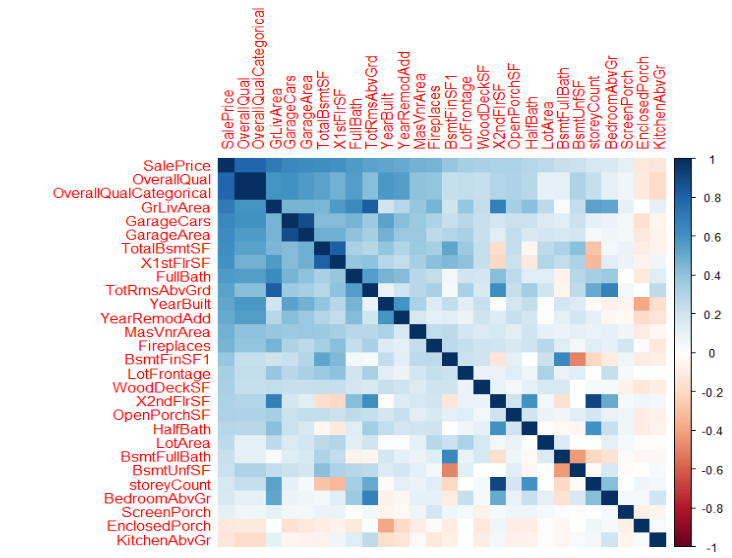 SalePrice
OverallQual
OverallQualCategorical
GrLivArea
GarageCars
GarageArea
TotalBsmtSF
X1stFlrSF
FullBath
TotRmsAbvGrd
YearBuilt
YearRemodAdd
MasVnrArea
Fireplaces
BsmtFinSF1
LotFrontage
WoodDeckSF
X2ndFlrSF
OpenPorchSF
HalfBath
LotArea
BsmtFullBath
BsmtUnfSF
storeyCount
BedroomAbvGr
ScreenPorch
EnclosedPorch
KitchenAbvGr
SalePrice
OverallQual
OverallQualCategorical
GrLivArea
GarageCars
GarageArea
TotalBsmtSF
X1stFlrSF
FullBath
TotRmsAbvGrd
YearBuilt
YearRemodAdd
MasVnrArea
Fireplaces
BsmtFinSF1
LotFrontage
WoodDeckSF
X2ndFlrSF
OpenPorchSF
HalfBath
LotArea
BsmtFullBath
BsmtUnfSF
storeyCount
BedroomAbvGr
ScreenPorch
EnclosedPorch
KitchenAbvGr
1
0.8
0.6
0.4
0.2
0
-0.2
-0.4
-0.6
-0.8
-1